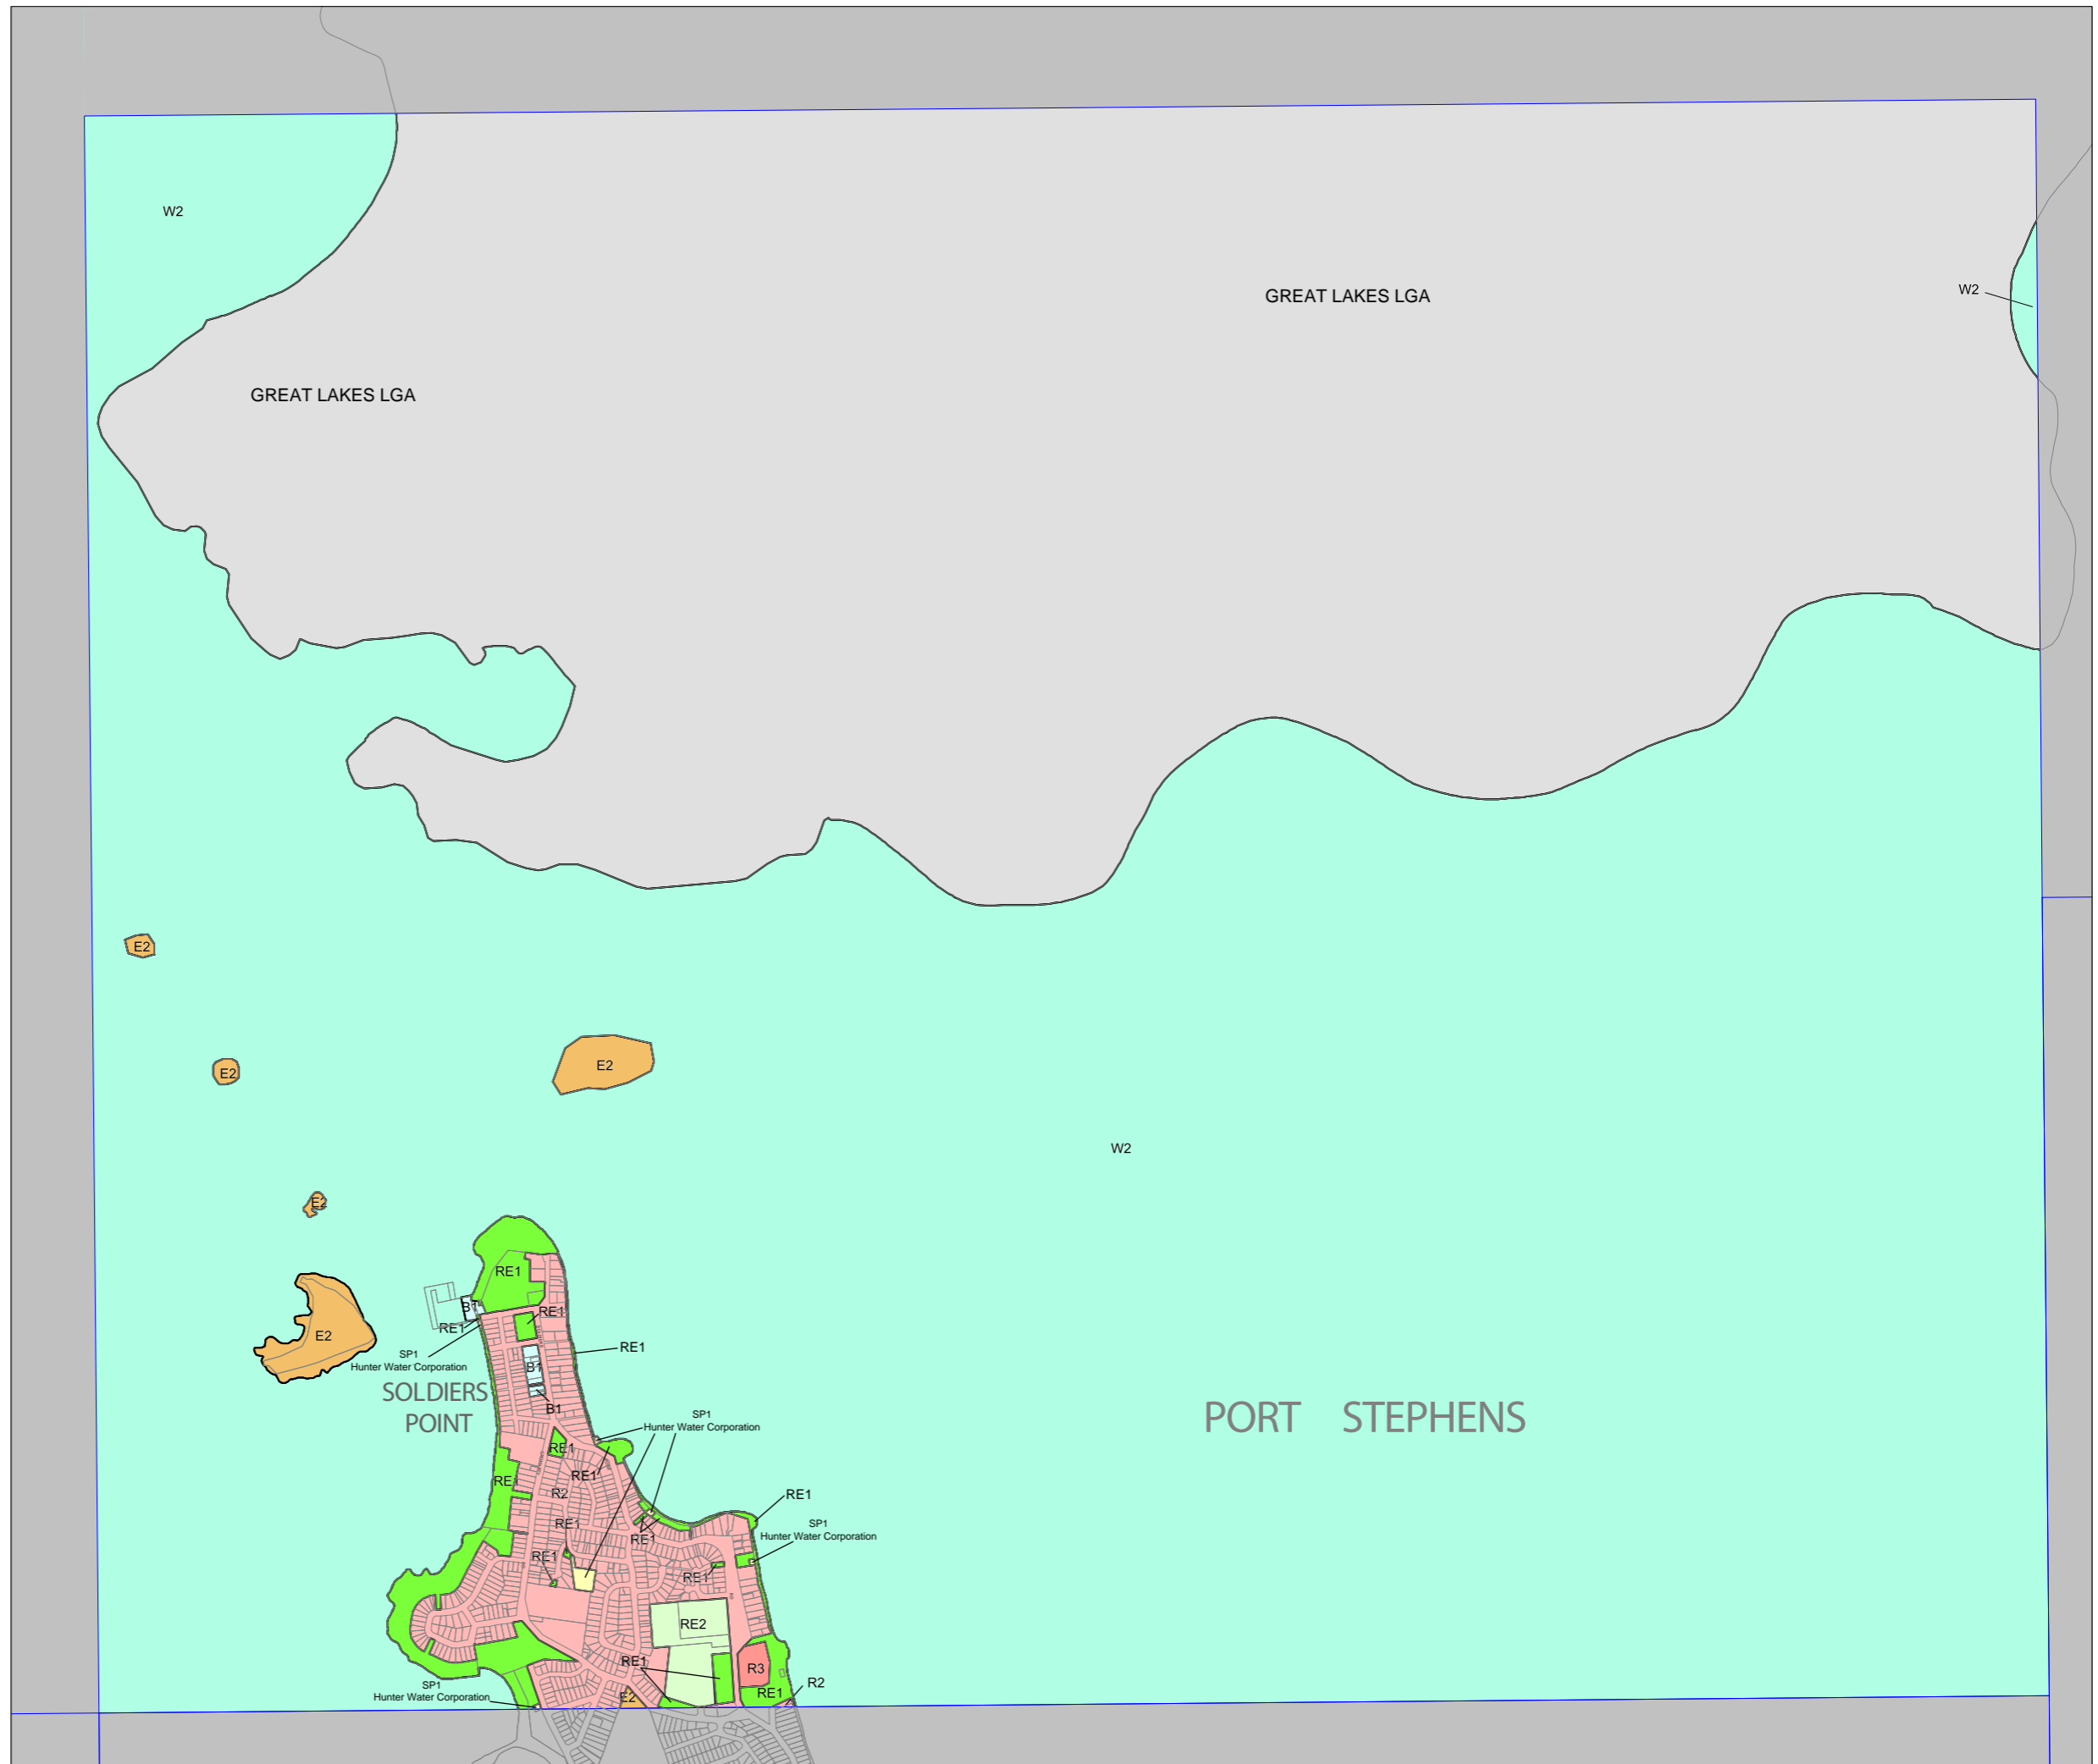 W2
GREAT LAKES LGA
W2
GREAT LAKES LGA
E2
E2
E2
W2
E2
RE1
B1
RE1
RE1
E2
RE1
SP1
Hunter Water Corporation
B1
SOLDIERS
POINT
B1
PORT STEPHENS
SP1
Hunter Water Corporation
RE1
RE1
RE
R2
RE1
RE1
RE1
SP1
Hunter Water Corporation
RE1
RE1
RE2
RE1
R3
SP1
Hunter Water Corporation
E2
RE1
R2